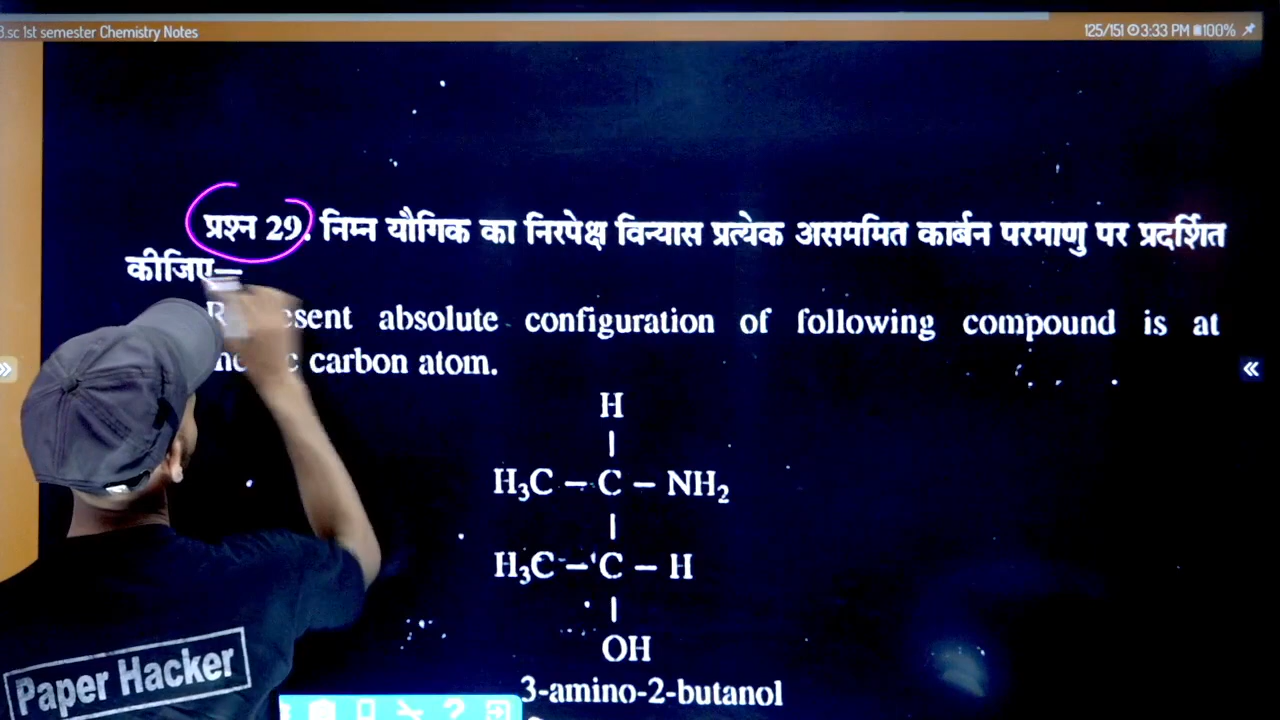 B.sc 1st semester Chemistry Notes
125/151 3:33 PM 100%
प्रश्न 29. निम्न यौगिक का निरपेक्ष विन्यास प्रत्येक असममित कार्बन परमाणु पर प्रदर्शित
कीजिए—
absolute configuration of following compound is at
carbon atom.
H
H₃C – C – NH₂
H₃C – C – H
OH
3-amino-2-butanol
Paper Hacker